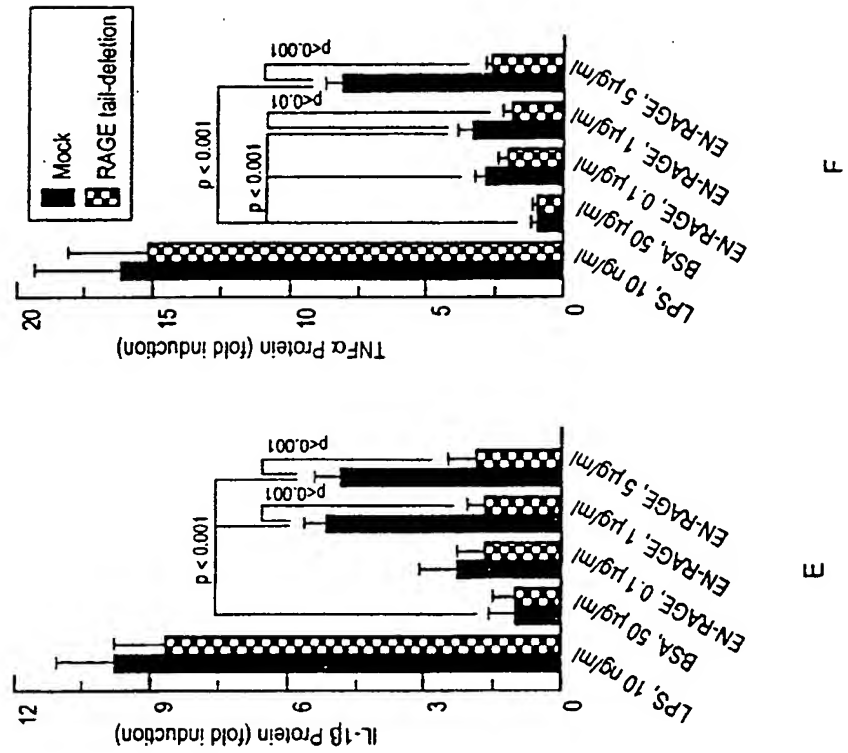 Mock
RAGE tail-deletion
TNFα Protein (fold induction)
20
15
10
5
0
p < 0.001
p < 0.001
p<0.01
p<0.001
LPS, 10 ng/ml
BSA, 50 µg/ml
EN-RAGE, 0.1 µg/ml
EN-RAGE, 1 µg/ml
EN-RAGE, 5 µg/ml
F
IL-1β Protein (fold induction)
12
9
6
3
0
p < 0.001
p<0.001
p<0.001
LPS, 10 ng/ml
BSA, 50 µg/ml
EN-RAGE, 0.1 µg/ml
EN-RAGE, 1 µg/ml
EN-RAGE, 5 µg/ml
E